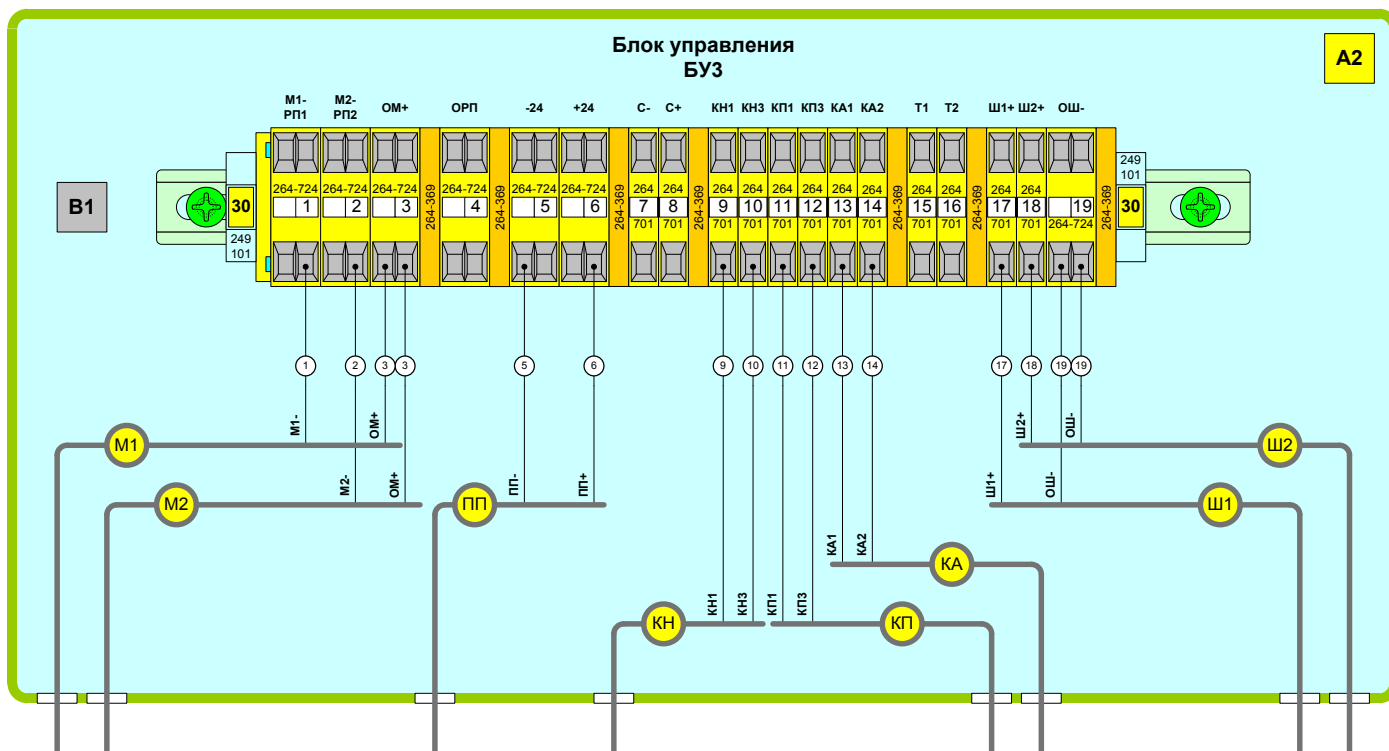 Блок управления
БУ3
А2
М1- М2- ОМ+ ОРП -24 +24 С- С+ КН1 КН3 КП1 КП3 КА1 КА2 Т1 Т2 Ш1+ Ш2+ ОШ-
РП1 РП2
249
101
264-724 264-724 264-724 264-724 264-724 264-724 264 264 264 264 264 264 264 264 264 264 264 264
В1
30 1 2 3 264-369 4 264-369 5 6 264-369 7 8 264-369 9 10 11 12 13 14 264-369 15 16 264-369 17 18 19 264-369 30
701 701 701 701 701 701 701 701 701 701 701 701 264-724
249
101
1 2 3 3 5 6 9 10 11 12 13 14 17 18 19 19
М1- ОМ+ Ш2+ ОШ-
М1 Ш2
М2- ОМ+ ПП- ПП+ Ш1+ ОШ-
М2 ПП Ш1
КА1 КА2
КА
КН1 КН3 КП1 КП3
КН КП